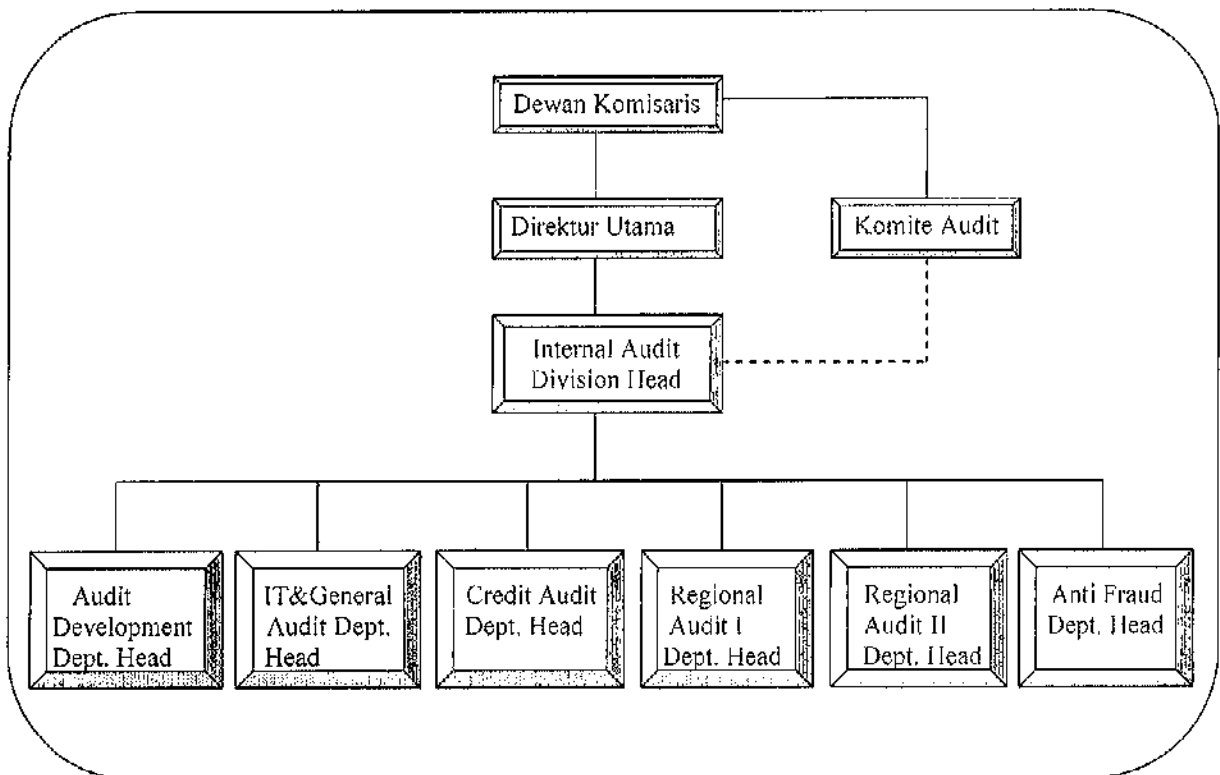 Dewan Komisaris
Direktur Utama
Komite Audit
Internal Audit
Division Head
Audit
Development
Dept. Head
IT&General
Audit Dept.
Head
Credit Audit
Dept. Head
Regional
Audit I
Dept. Head
Regional
Audit II
Dept. Head
Anti Fraud
Dept. Head